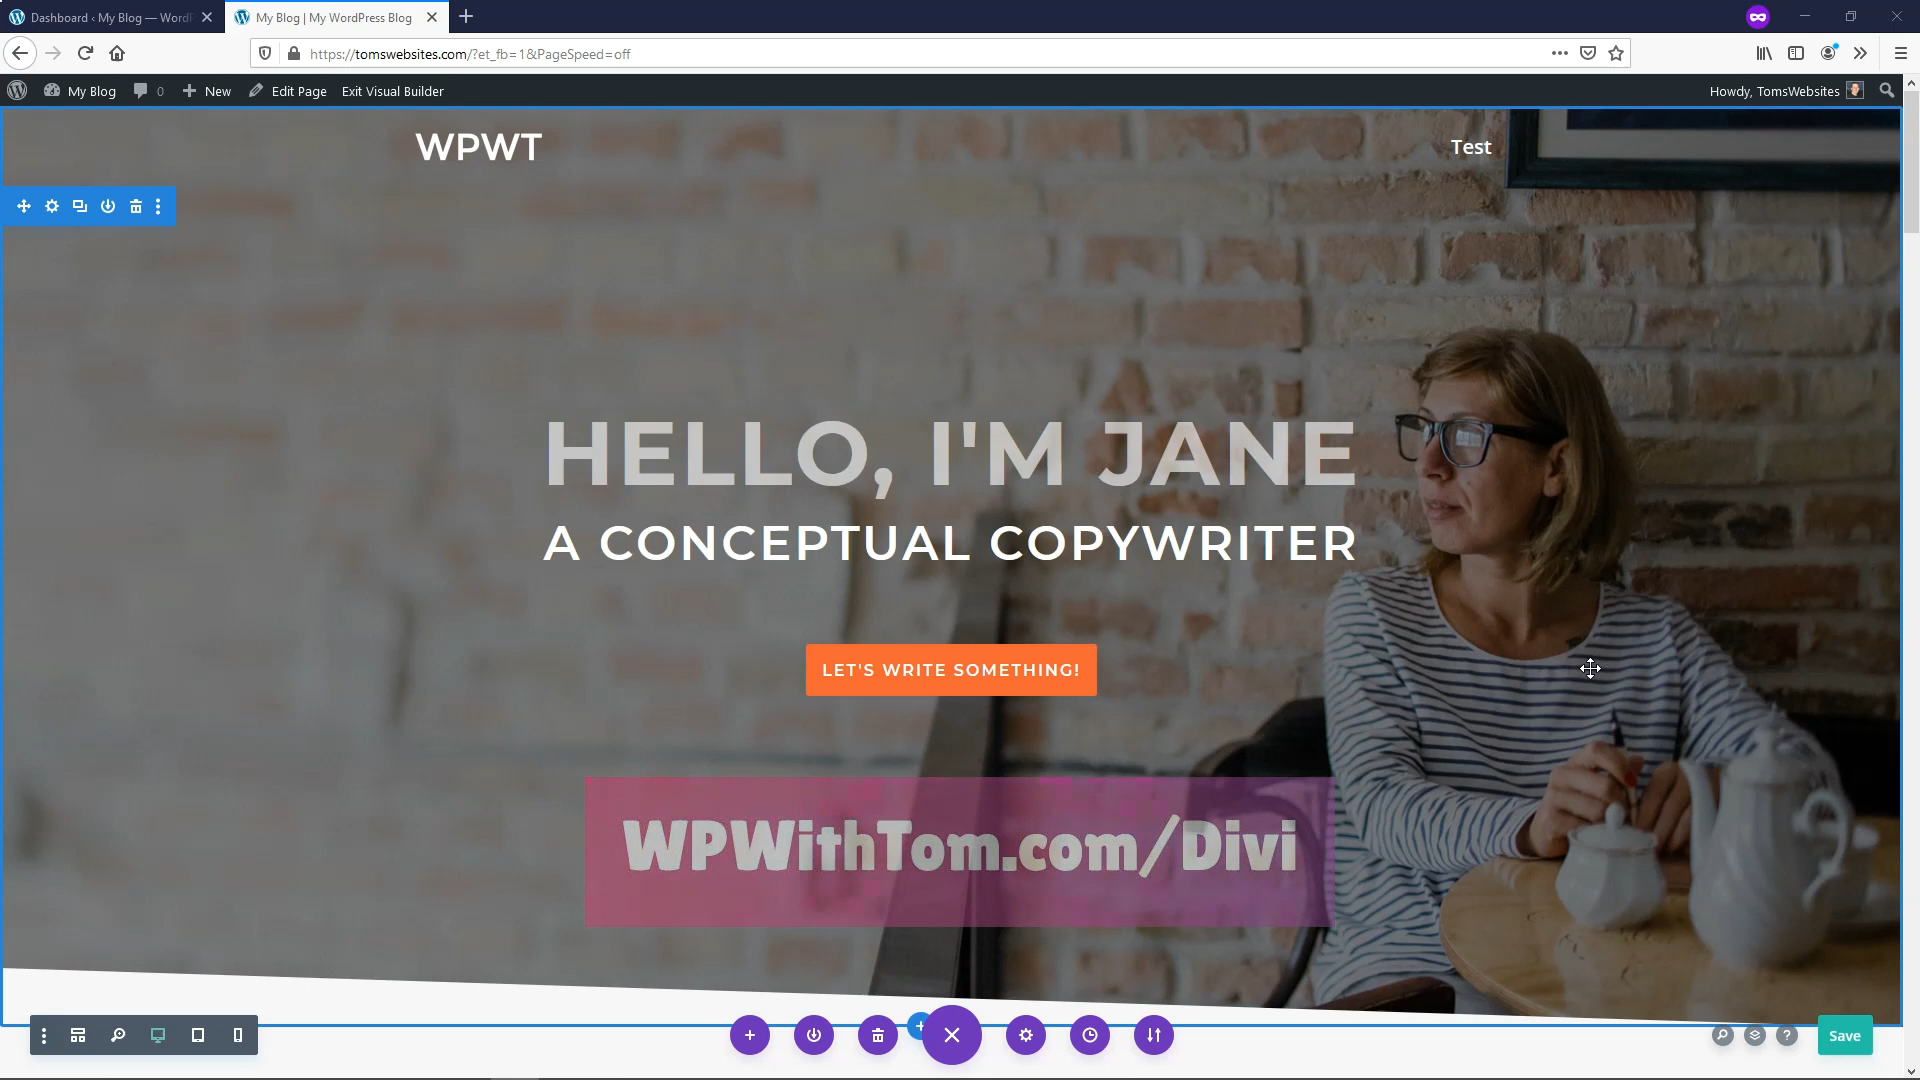 Dashboard ‹ My Blog — WordP
My Blog | My WordPress Blog
https://tomswebsites.com/?et_fb=1&PageSpeed=off
My Blog
0
New
Edit Page
Exit Visual Builder
Howdy, TomsWebsites
WPWT
Test
HELLO, I'M JANE
A CONCEPTUAL COPYWRITER
LET'S WRITE SOMETHING!
WPWithTom.com/Divi
Save